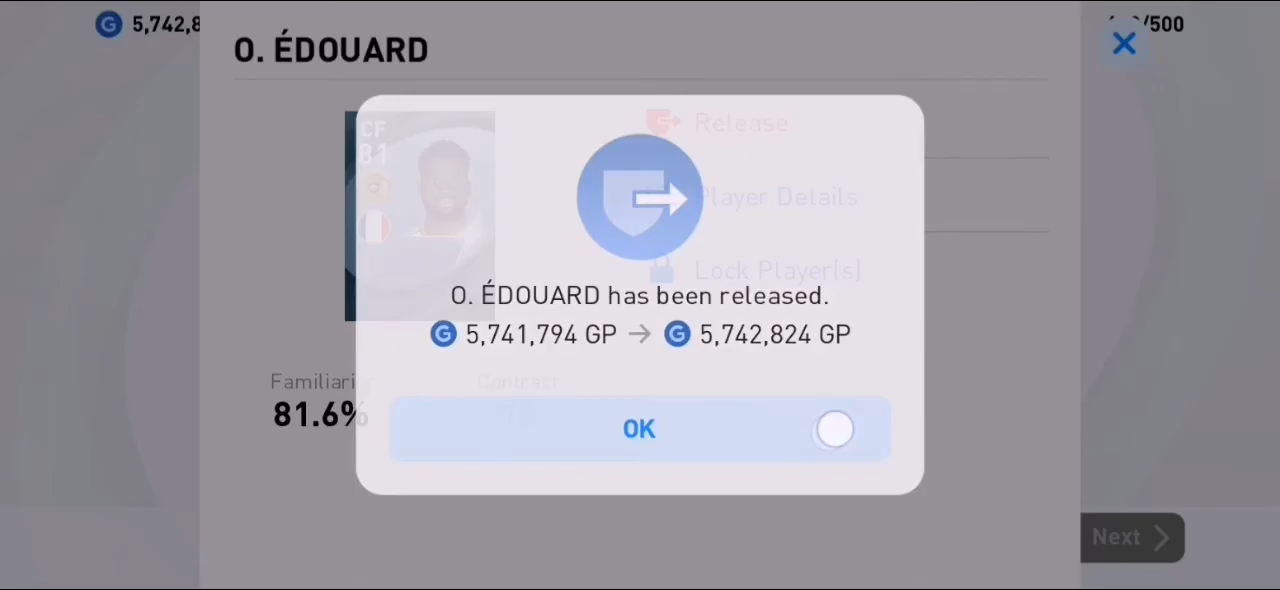 5,742,8
/500
O. ÉDOUARD
CF
81
Release
Player Details
Lock Player[s]
O. ÉDOUARD has been released.
5,741,794 GP → 5,742,824 GP
Contract
81.6%
OK
Next